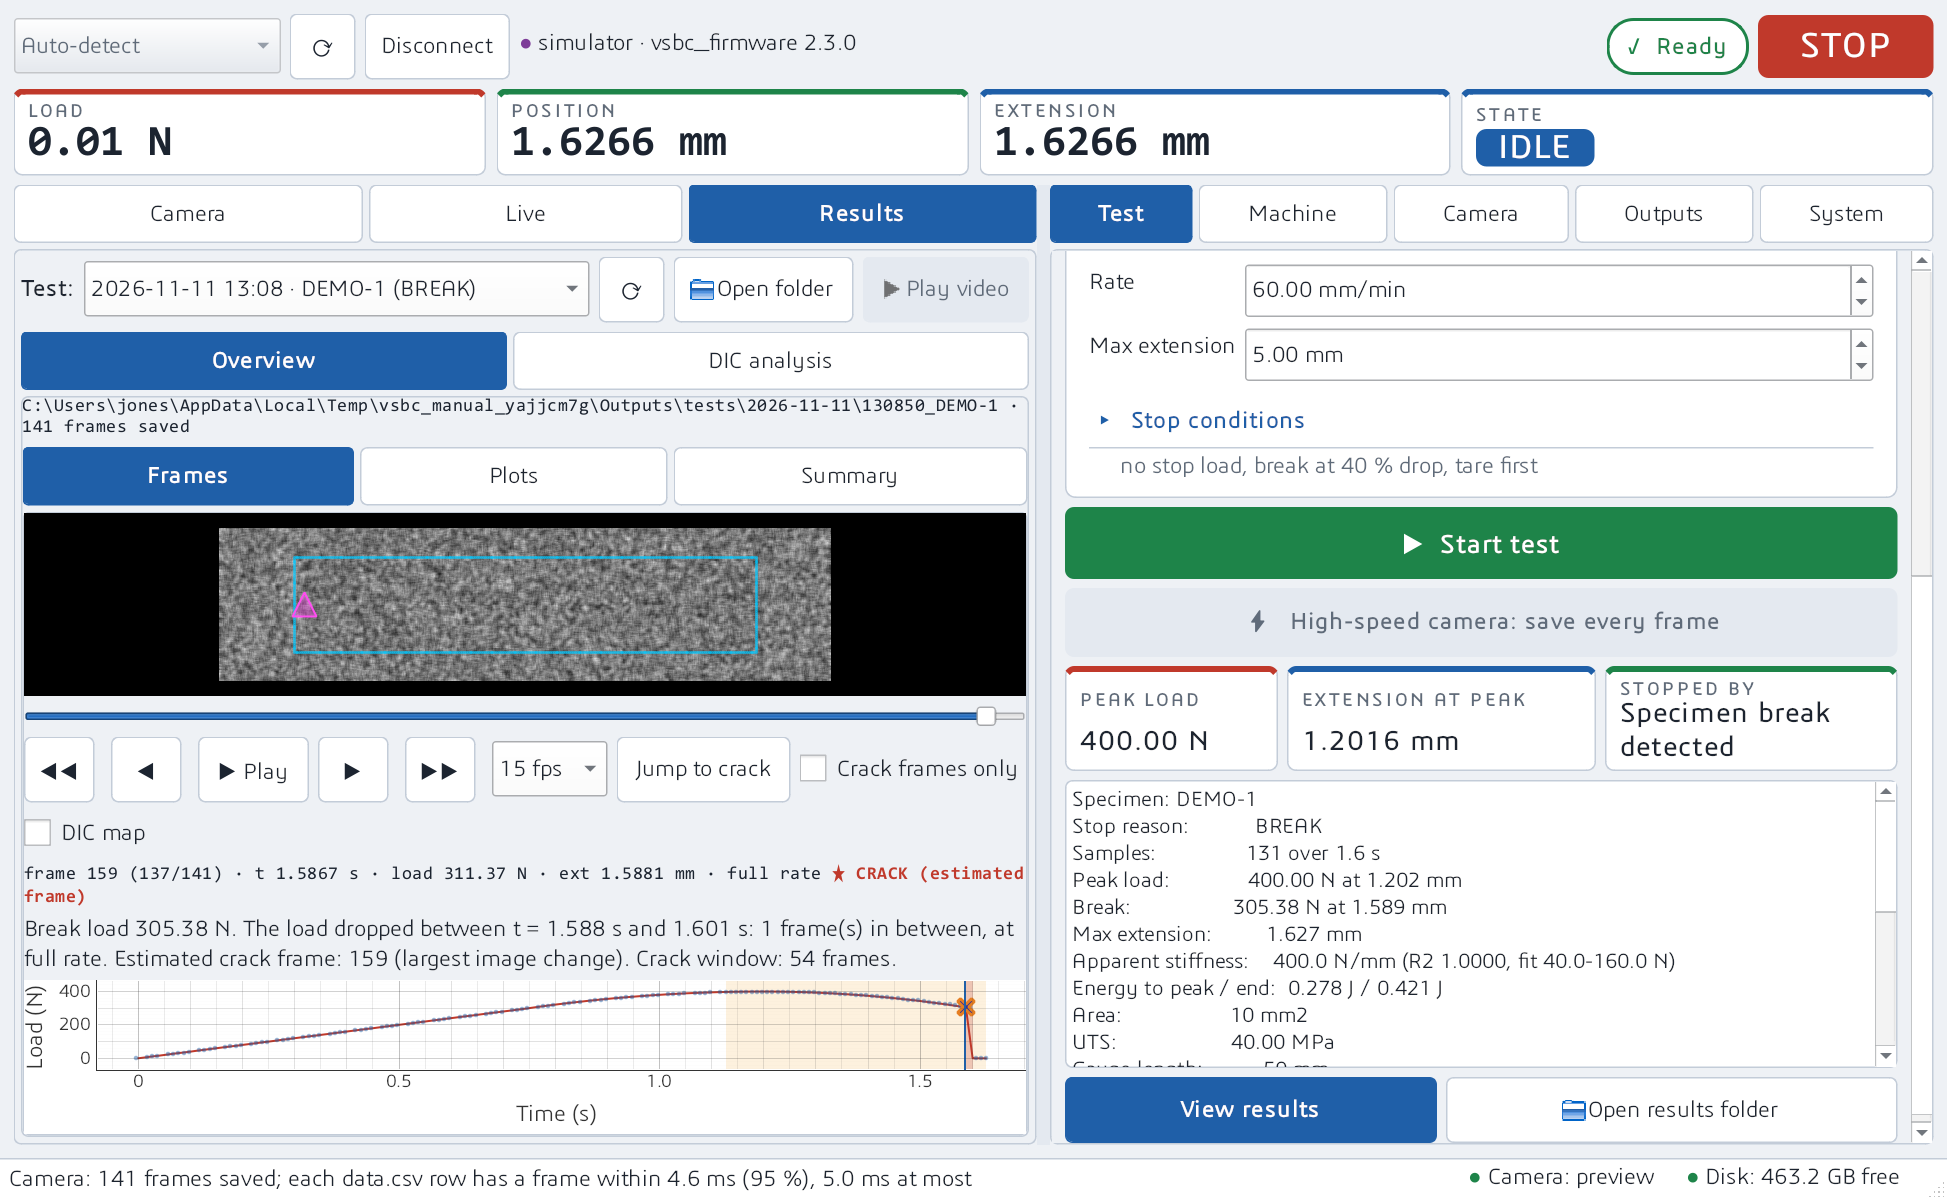 Auto-detect
⟳
Disconnect
simulator · vsbc_firmware 2.3.0
✓ Ready
STOP
LOAD
0.01 N
POSITION
1.6266 mm
EXTENSION
1.6266 mm
STATE
IDLE
Camera
Live
Results
Test
Machine
Camera
Outputs
System
Test:
2026-11-11 13:08 · DEMO-1 (BREAK)
Open folder
Play video
Overview
DIC analysis
C:\Users\jones\AppData\Local\Temp\vsbc_manual_yajjcm7g\Outputs\tests\2026-11-11\130850_DEMO-1 ·
141 frames saved
Frames
Plots
Summary
Play
15 fps
Jump to crack
Crack frames only
DIC map
frame 159 (137/141) · t 1.5867 s · load 311.37 N · ext 1.5881 mm · full rate ★ CRACK (estimated
frame)
Break load 305.38 N. The load dropped between t = 1.588 s and 1.601 s: 1 frame(s) in between, at
full rate. Estimated crack frame: 159 (largest image change). Crack window: 54 frames.
Load (N)
400
200
0
0
0.5
1.0
1.5
Time (s)
Rate
60.00 mm/min
Max extension
5.00 mm
Stop conditions
no stop load, break at 40 % drop, tare first
Start test
High-speed camera: save every frame
PEAK LOAD
400.00 N
EXTENSION AT PEAK
1.2016 mm
STOPPED BY
Specimen break
detected
Specimen: DEMO-1
Stop reason: BREAK
Samples: 131 over 1.6 s
Peak load: 400.00 N at 1.202 mm
Break: 305.38 N at 1.589 mm
Max extension: 1.627 mm
Apparent stiffness: 400.0 N/mm (R2 1.0000, fit 40.0-160.0 N)
Energy to peak / end: 0.278 J / 0.421 J
Area: 10 mm2
UTS: 40.00 MPa
View results
Open results folder
Camera: 141 frames saved; each data.csv row has a frame within 4.6 ms (95 %), 5.0 ms at most
Camera: preview
Disk: 463.2 GB free